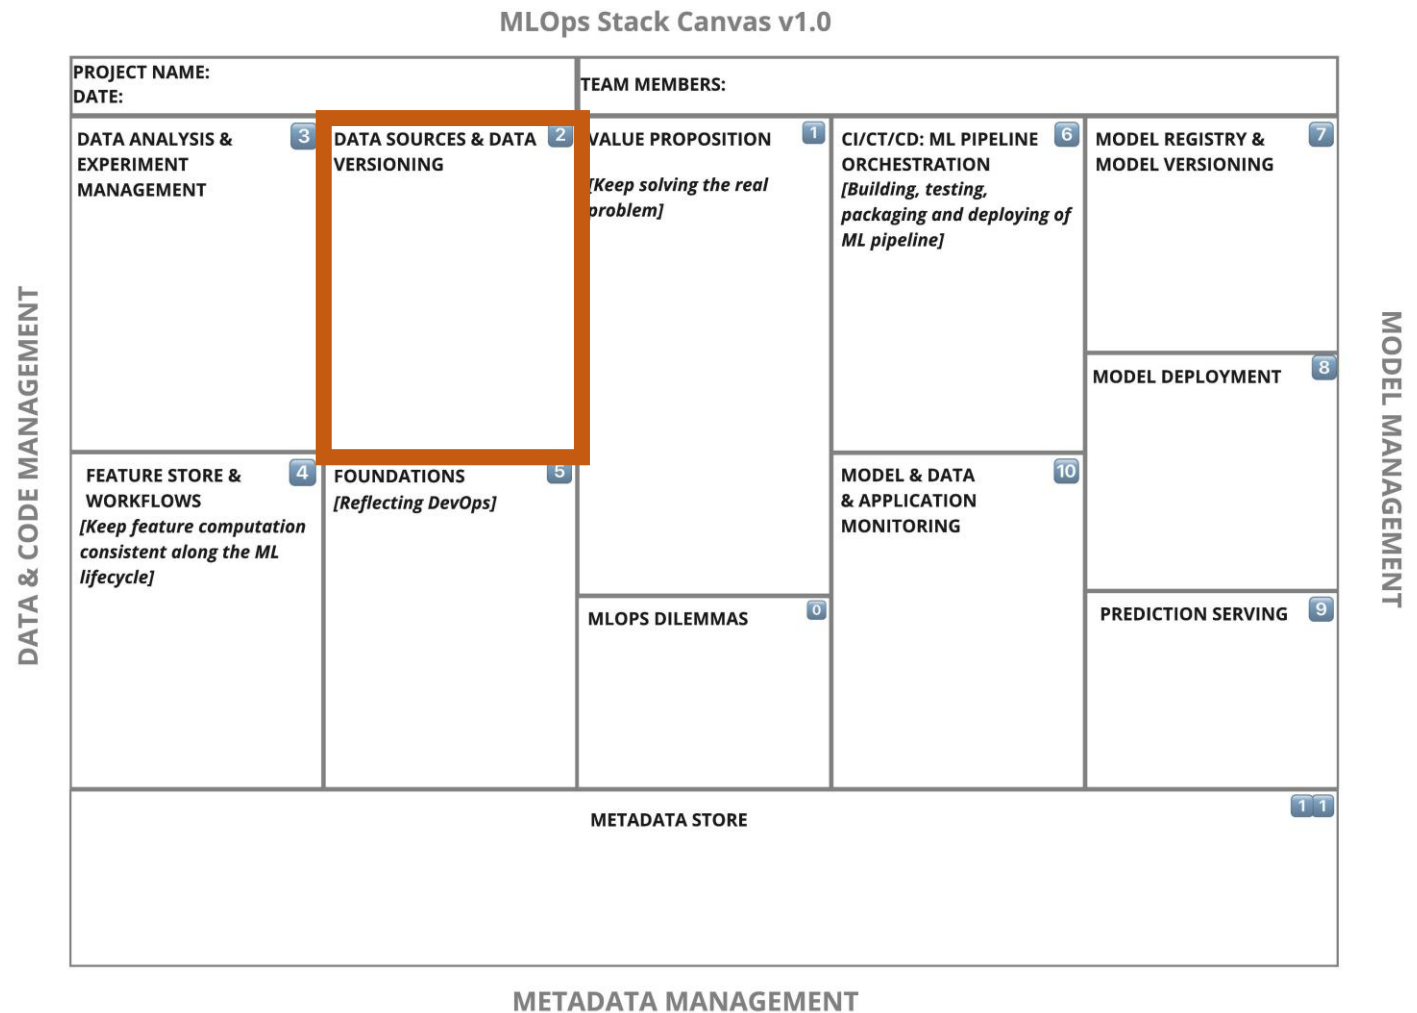 MLOps Stack Canvas v1.0
PROJECT NAME:
DATE:
TEAM MEMBERS:
DATA ANALYSIS &
EXPERIMENT
MANAGEMENT
3
DATA SOURCES & DATA
VERSIONING
2
VALUE PROPOSITION
1
[Keep solving the real
problem]
CI/CT/CD: ML PIPELINE
ORCHESTRATION
6
[Building, testing,
packaging and deploying of
ML pipeline]
MODEL REGISTRY &
MODEL VERSIONING
7
MODEL DEPLOYMENT
8
FEATURE STORE &
WORKFLOWS
4
[Keep feature computation
consistent along the ML
lifecycle]
FOUNDATIONS
5
[Reflecting DevOps]
MLOPS DILEMMAS
0
MODEL & DATA
& APPLICATION
MONITORING
10
PREDICTION SERVING
9
METADATA STORE
11
DATA & CODE MANAGEMENT
MODEL MANAGEMENT
METADATA MANAGEMENT